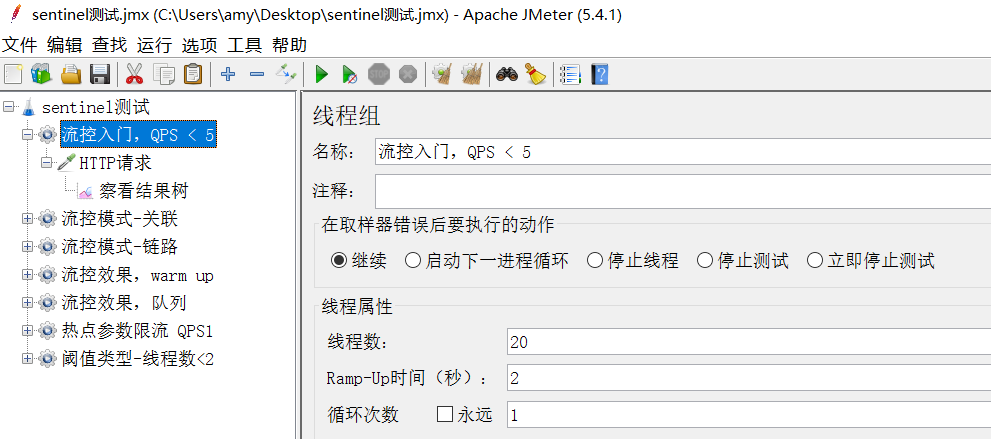 sentinel测试.jmx (C:\Users\amy\Desktop\sentinel测试.jmx) - Apache JMeter (5.4.1)
文件 编辑 查找 运行 选项 工具 帮助
STOP
?
sentinel测试
流控入门，QPS < 5
HTTP请求
察看结果树
流控模式-关联
流控模式-链路
流控效果，warm up
流控效果，队列
热点参数限流 QPS1
阈值类型-线程数<2
线程组
名称： 流控入门，QPS < 5
注释：
在取样器错误后要执行的动作
继续 启动下一进程循环 停止线程 停止测试 立即停止测试
线程属性
线程数： 20
Ramp-Up时间（秒）： 2
循环次数 永远 1